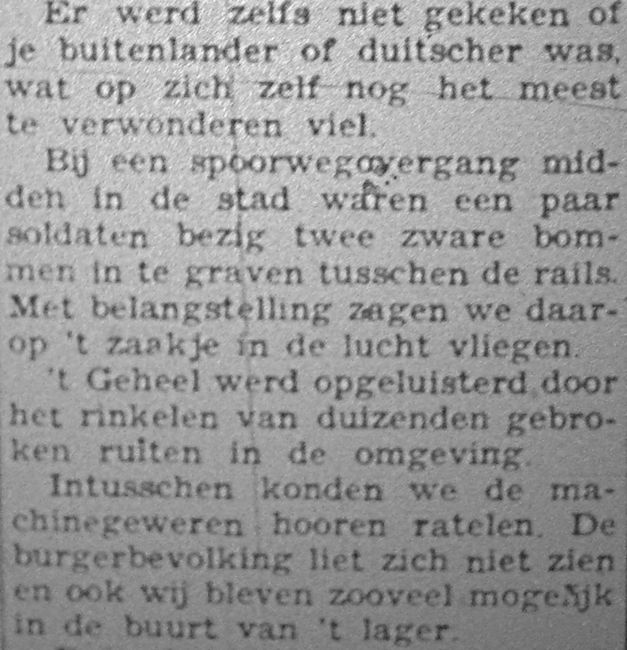 Er werd zelfs niet gekeken of
je buitenlander of duitscher was,
wat op zich zelf nog het meest
te verwonderen viel.
Bij een spoorwegovergang mid-
den in de stad waren een paar
soldaten bezig twee zware bom-
men in te graven tusschen de rails.
Met belangstelling zagen we daar-
op 't zaakje in de lucht vliegen.
't Geheel werd opgeluisterd door
het rinkelen van duizenden gebro-
ken ruiten in de omgeving.
Intusschen konden we de ma-
chinegeweren hooren ratelen. De
burgerbevolking liet zich niet zien
en ook wij bleven zooveel mogelijk
in de buurt van 't lager.